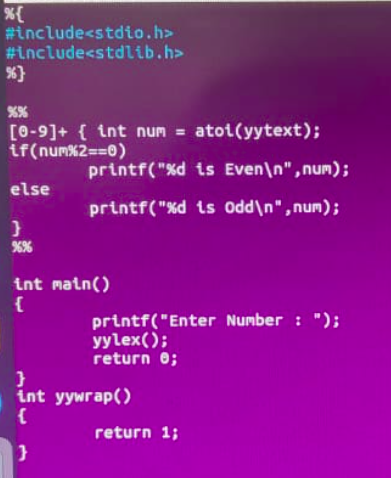 %{
#include<stdio.h>
#include<stdlib.h>
%}
%%
[0-9]+ { int num = atoi(yytext);
if(num%2==0)
printf("%d is Even\n",num);
else
printf("%d is Odd\n",num);
}
%%
int main()
{
printf("Enter Number : ");
yylex();
return 0;
}
int yywrap()
{
return 1;
}